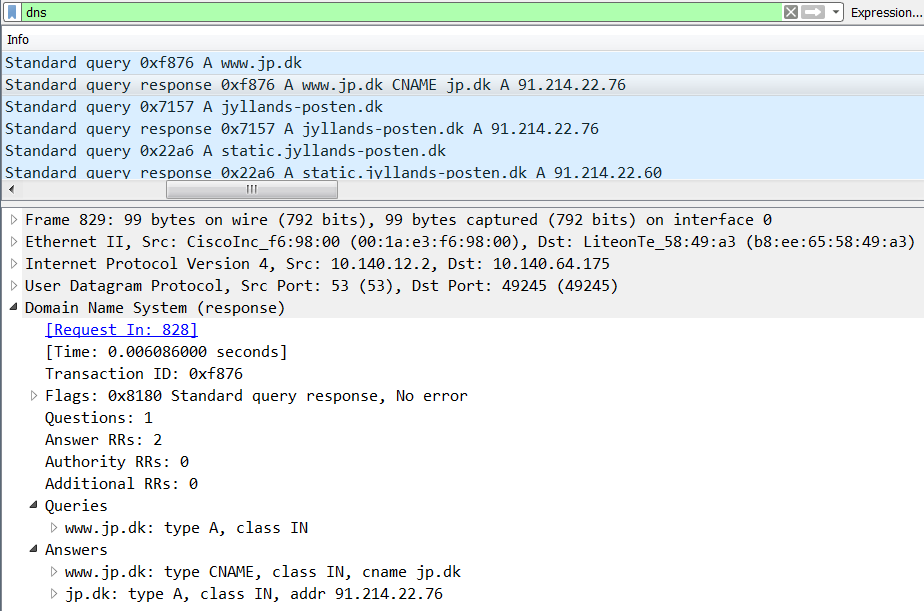 dns
Expression...
Info
Standard query 0xf876 A www.jp.dk
Standard query response 0xf876 A www.jp.dk CNAME jp.dk A 91.214.22.76
Standard query 0x7157 A jyllands-posten.dk
Standard query response 0x7157 A jyllands-posten.dk A 91.214.22.76
Standard query 0x22a6 A static.jyllands-posten.dk
Standard query response 0x22a6 A static.jyllands-posten.dk A 91.214.22.60
Frame 829: 99 bytes on wire (792 bits), 99 bytes captured (792 bits) on interface 0
Ethernet II, Src: CiscoInc_f6:98:00 (00:1a:e3:f6:98:00), Dst: LiteonTe_58:49:a3 (b8:ee:65:58:49:a3)
Internet Protocol Version 4, Src: 10.140.12.2, Dst: 10.140.64.175
User Datagram Protocol, Src Port: 53 (53), Dst Port: 49245 (49245)
Domain Name System (response)
[Request In: 828]
[Time: 0.006086000 seconds]
Transaction ID: 0xf876
Flags: 0x8180 Standard query response, No error
Questions: 1
Answer RRs: 2
Authority RRs: 0
Additional RRs: 0
Queries
www.jp.dk: type A, class IN
Answers
www.jp.dk: type CNAME, class IN, cname jp.dk
jp.dk: type A, class IN, addr 91.214.22.76